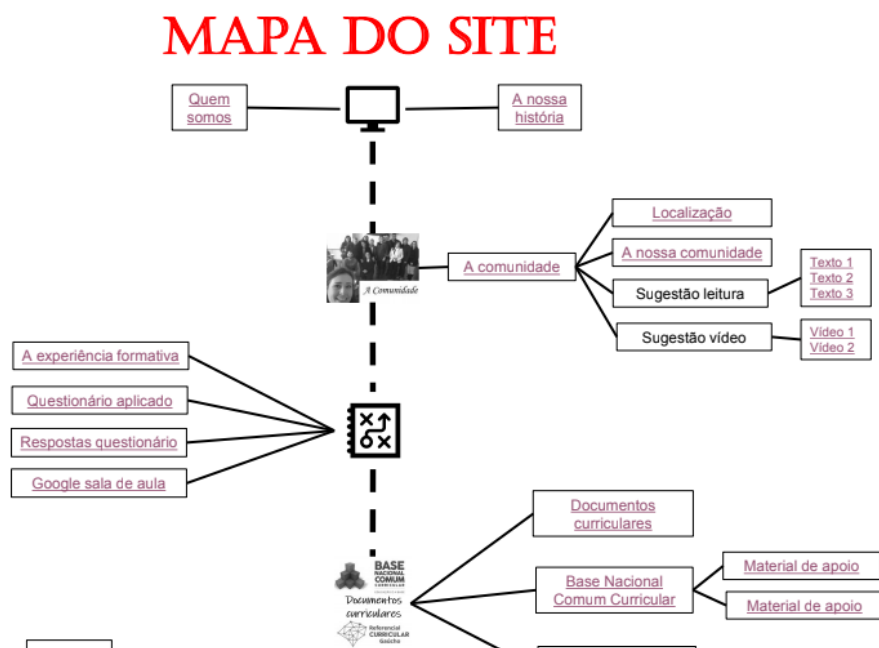 MAPA DO SITE
Quem
somos
A nossa
história
Localização
A nossa comunidade
A comunidade
Sugestão leitura
Texto 1
Texto 2
Texto 3
A Comunidade
Sugestão vídeo
Vídeo 1
Vídeo 2
A experiência formativa
Questionário aplicado
Respostas questionário
Google sala de aula
Documentos
curriculares
BASE
NACIONAL
COMUM
CURRICULAR
Documentos
curriculares
Referencial
CURRICULAR
Gaúcho
Base Nacional
Comum Curricular
Material de apoio
Material de apoio